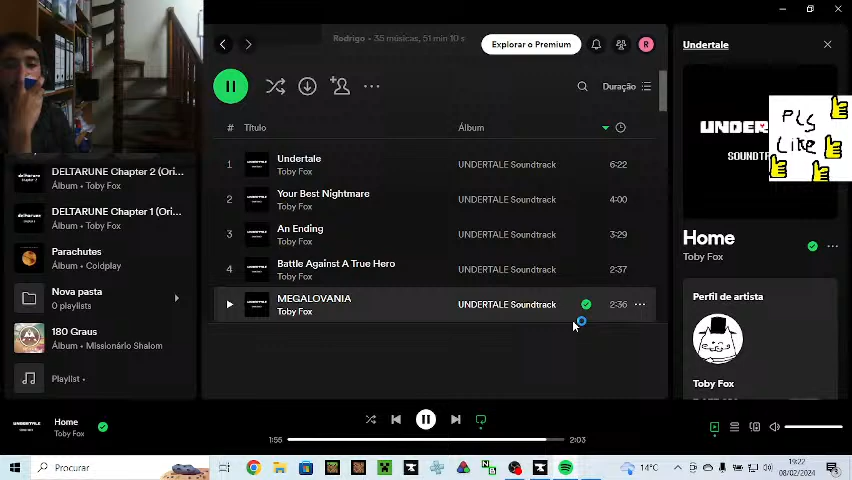 Rodrigo - 35 músicas, 51 min 10 s
Explorar o Premium
R
Undertale
Duração
# Título Álbum
1 Undertale UNDERTALE Soundtrack 6:22
Toby Fox
2 Your Best Nightmare UNDERTALE Soundtrack 4:00
Toby Fox
3 An Ending UNDERTALE Soundtrack 3:29
Toby Fox
4 Battle Against A True Hero UNDERTALE Soundtrack 2:37
Toby Fox
MEGALOVANIA UNDERTALE Soundtrack 2:36
Toby Fox
DELTARUNE Chapter 2 (Ori...
Álbum • Toby Fox
DELTARUNE Chapter 1 (Ori...
Álbum • Toby Fox
Parachutes
Álbum • Coldplay
Nova pasta
0 playlists
180 Graus
Álbum • Missionário Shalom
Playlist •
PLS
LIKE
Home
Toby Fox
Perfil de artista
Toby Fox
Home
Toby Fox
1:55
2:03
Procurar
14°C
19:22
08/02/2024